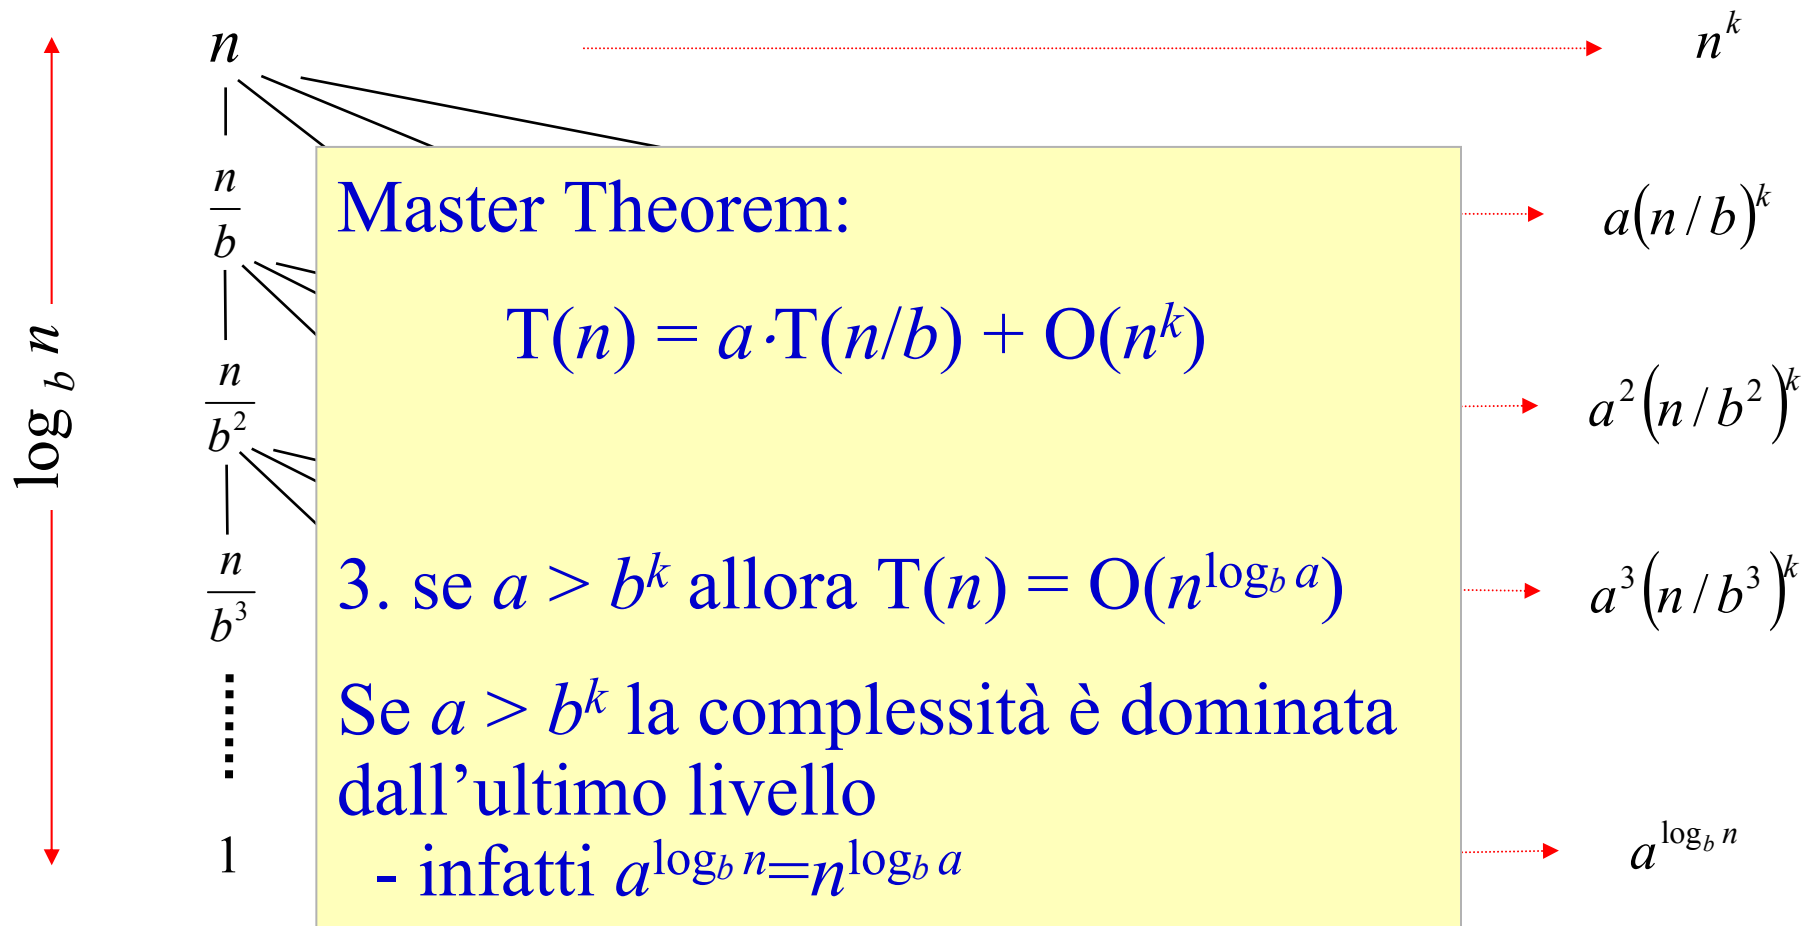 n
n^k
n/b
a(n/b)^k
n/b^2
a^2(n/b^2)^k
n/b^3
a^3(n/b^3)^k
1
a^{log_b n}
log_b n
Master Theorem:
T(n) = a·T(n/b) + O(n^k)
3. se a > b^k allora T(n) = O(n^{log_b a})
Se a > b^k la complessità è dominata
dall’ultimo livello
- infatti a^{log_b n}=n^{log_b a}